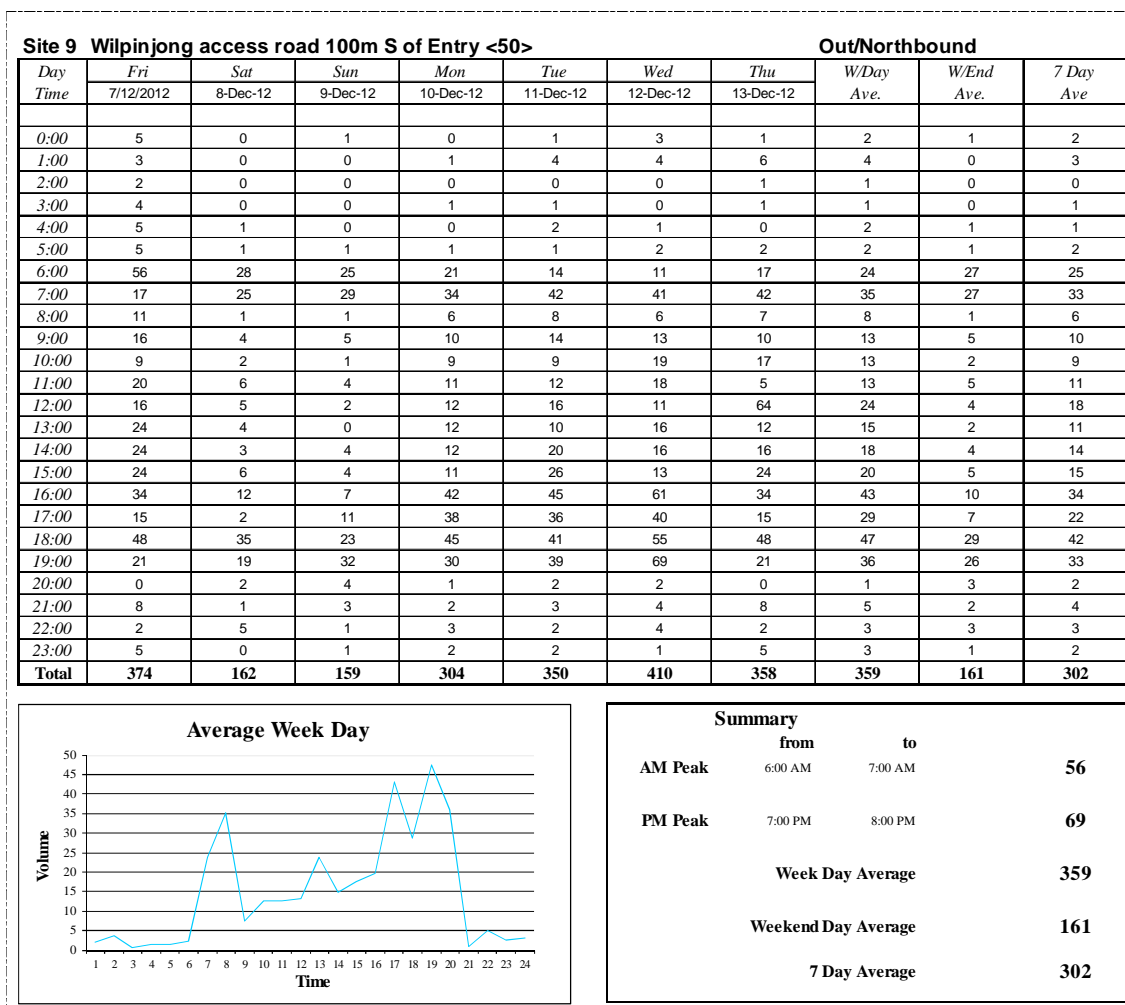 Site 9 Wilpinjong access road 100m S of Entry <50> Out/Northbound
Day Fri Sat Sun Mon Tue Wed Thu W/Day W/End 7 Day
Time 7/12/2012 8-Dec-12 9-Dec-12 10-Dec-12 11-Dec-12 12-Dec-12 13-Dec-12 Ave. Ave. Ave
0:00 5 0 1 0 1 3 1 2 1 2
1:00 3 0 0 1 4 4 6 4 0 3
2:00 2 0 0 0 0 0 1 1 0 0
3:00 4 0 0 1 1 0 1 1 0 1
4:00 5 1 0 0 2 1 0 2 1 1
5:00 5 1 1 1 1 2 2 2 1 2
6:00 56 28 25 21 14 11 17 24 27 25
7:00 17 25 29 34 42 41 42 35 27 33
8:00 11 1 1 6 8 6 7 8 1 6
9:00 16 4 5 10 14 13 10 13 5 10
10:00 9 2 1 9 9 19 17 13 2 9
11:00 20 6 4 11 12 18 5 13 5 11
12:00 16 5 2 12 16 11 64 24 4 18
13:00 24 4 0 12 10 16 12 15 2 11
14:00 24 3 4 12 20 16 16 18 4 14
15:00 24 6 4 11 26 13 24 20 5 15
16:00 34 12 7 42 45 61 34 43 10 34
17:00 15 2 11 38 36 40 15 29 7 22
18:00 48 35 23 45 41 55 48 47 29 42
19:00 21 19 32 30 39 69 21 36 26 33
20:00 0 2 4 1 2 2 0 1 3 2
21:00 8 1 3 2 3 4 8 5 2 4
22:00 2 5 1 3 2 4 2 3 3 3
23:00 5 0 1 2 2 1 5 3 1 2
Total 374 162 159 304 350 410 358 359 161 302
Average Week Day
50
45
40
35
30
25
20
15
10
5
0
Volume
1 2 3 4 5 6 7 8 9 10 11 12 13 14 15 16 17 18 19 20 21 22 23 24
Time
Summary
from to
AM Peak 6:00 AM 7:00 AM 56
PM Peak 7:00 PM 8:00 PM 69
Week Day Average 359
Weekend Day Average 161
7 Day Average 302